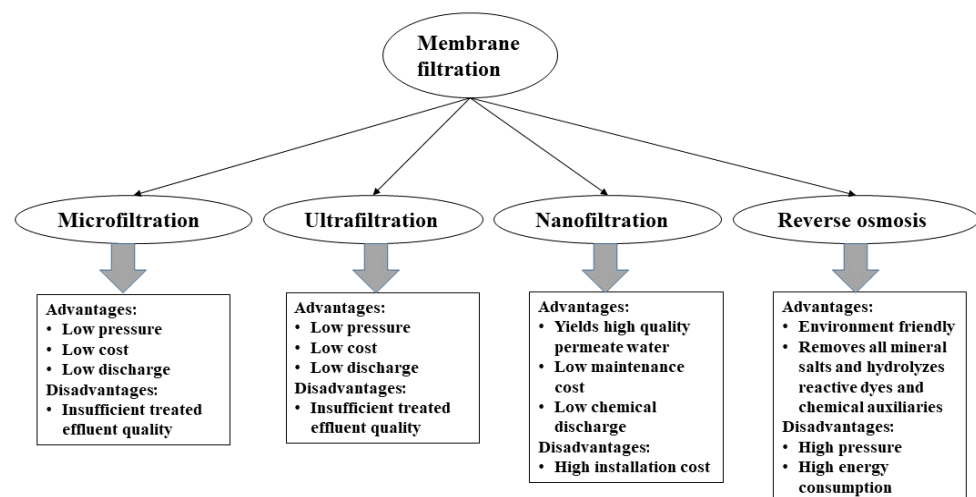 Membrane
filtration
Microfiltration
Ultrafiltration
Nanofiltration
Reverse osmosis
Advantages:
• Low pressure
• Low cost
• Low discharge
Disadvantages:
• Insufficient treated
effluent quality
Advantages:
• Low pressure
• Low cost
• Low discharge
Disadvantages:
• Insufficient treated
effluent quality
Advantages:
• Yields high quality
permeate water
• Low maintenance
cost
• Low chemical
discharge
Disadvantages:
• High installation cost
Advantages:
• Environment friendly
• Removes all mineral
salts and hydrolyzes
reactive dyes and
chemical auxiliaries
Disadvantages:
• High pressure
• High energy
consumption